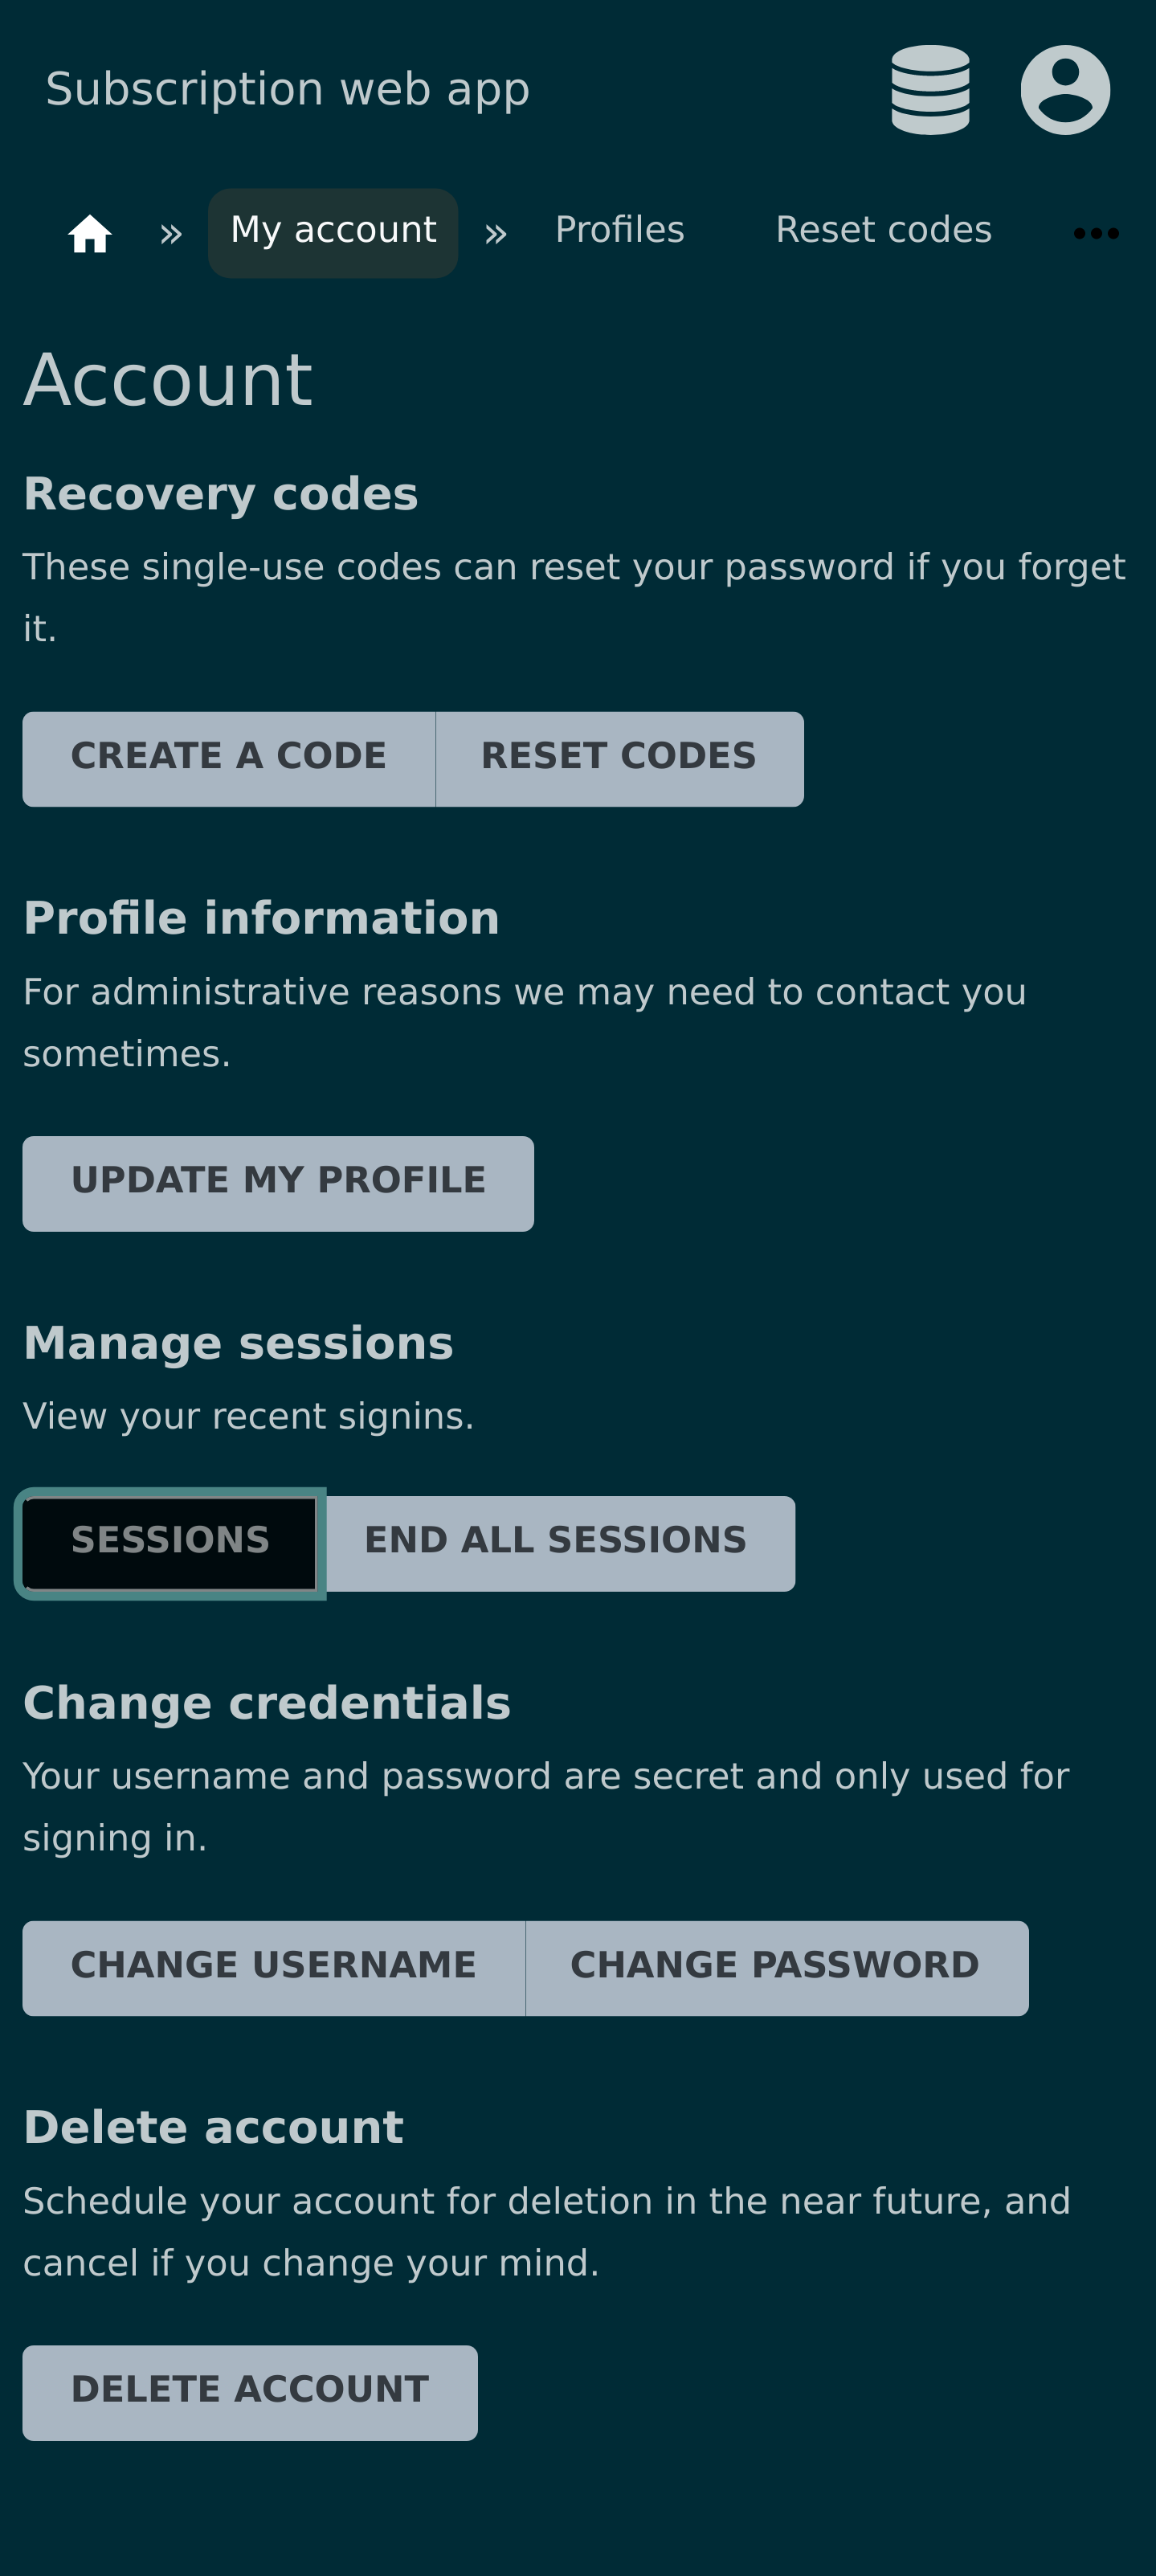 Subscription web app
» My account » Profiles Reset codes •••
Account
Recovery codes
These single-use codes can reset your password if you forget
it.
CREATE A CODE RESET CODES
Profile information
For administrative reasons we may need to contact you
sometimes.
UPDATE MY PROFILE
Manage sessions
View your recent signins.
SESSIONS END ALL SESSIONS
Change credentials
Your username and password are secret and only used for
signing in.
CHANGE USERNAME CHANGE PASSWORD
Delete account
Schedule your account for deletion in the near future, and
cancel if you change your mind.
DELETE ACCOUNT